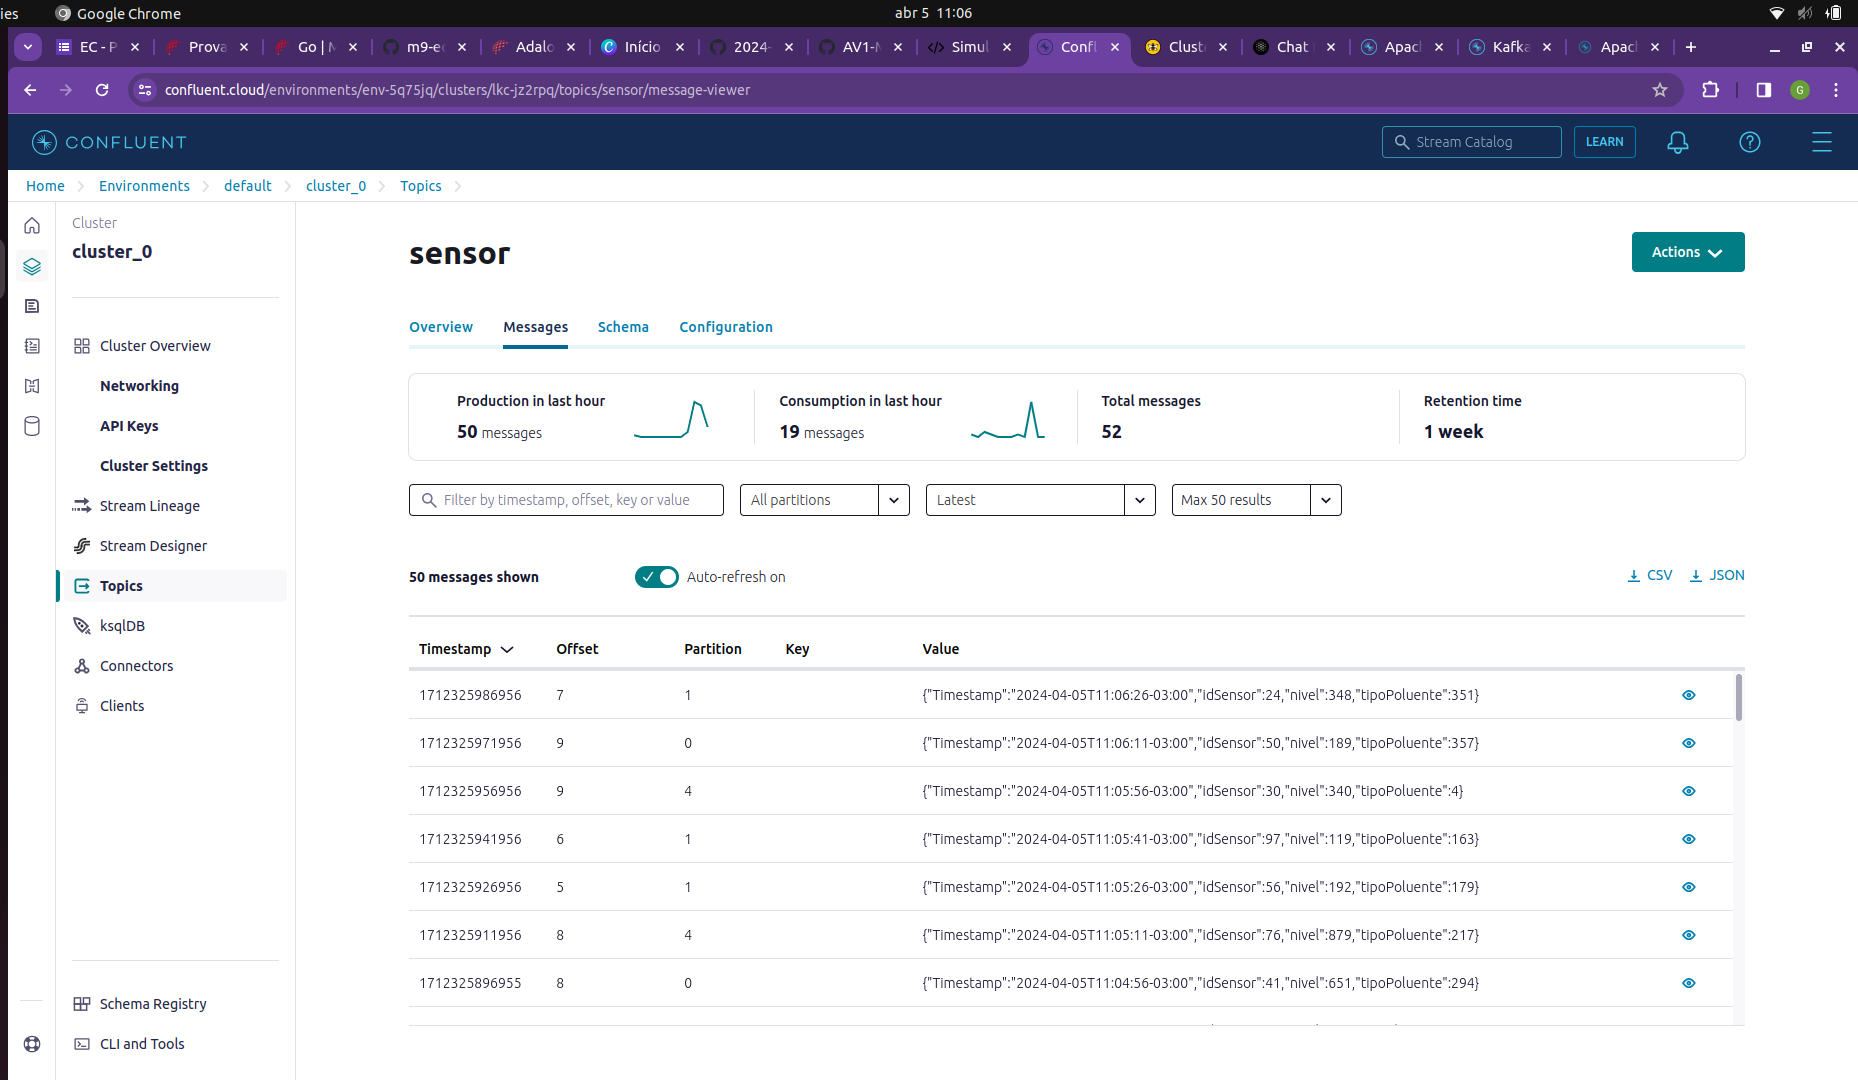 ies Google Chrome abr 5 11:06
EC - P Prova Go | M m9-ec Adalo Início 2024- AV1-M Simul Confl Cluste Chat Apach Kafka Apach
confluent.cloud/environments/env-5q75jq/clusters/lkc-jz2rpq/topics/sensor/message-viewer G
CONFLUENT Stream Catalog LEARN
Home Environments default cluster_0 Topics
Cluster
cluster_0
Cluster Overview
Networking
API Keys
Cluster Settings
Stream Lineage
Stream Designer
Topics
ksqlDB
Connectors
Clients
Schema Registry
CLI and Tools
sensor Actions
Overview Messages Schema Configuration
Production in last hour Consumption in last hour Total messages Retention time
50 messages 19 messages 52 1 week
Filter by timestamp, offset, key or value All partitions Latest Max 50 results
50 messages shown Auto-refresh on CSV JSON
Timestamp Offset Partition Key Value
1712325986956 7 1 {"Timestamp":"2024-04-05T11:06:26-03:00","idSensor":24,"nivel":348,"tipoPoluente":351}
1712325971956 9 0 {"Timestamp":"2024-04-05T11:06:11-03:00","idSensor":50,"nivel":189,"tipoPoluente":357}
1712325956956 9 4 {"Timestamp":"2024-04-05T11:05:56-03:00","idSensor":30,"nivel":340,"tipoPoluente":4}
1712325941956 6 1 {"Timestamp":"2024-04-05T11:05:41-03:00","idSensor":97,"nivel":119,"tipoPoluente":163}
1712325926956 5 1 {"Timestamp":"2024-04-05T11:05:26-03:00","idSensor":56,"nivel":192,"tipoPoluente":179}
1712325911956 8 4 {"Timestamp":"2024-04-05T11:05:11-03:00","idSensor":76,"nivel":879,"tipoPoluente":217}
1712325896955 8 0 {"Timestamp":"2024-04-05T11:04:56-03:00","idSensor":41,"nivel":651,"tipoPoluente":294}